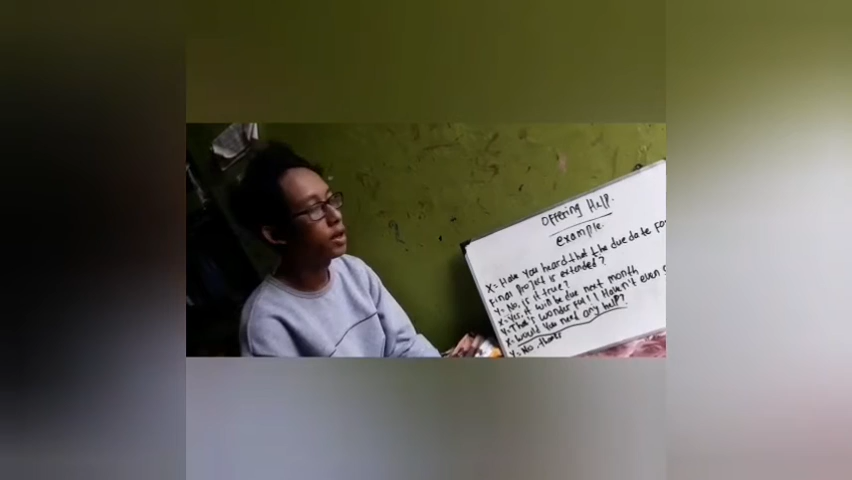 Offering Help.
example.
X= Have You heard that the due date For
Final Project is extended?
Y= No, is it true?
X= Yes, it will be due next month
Y= That's wonderful! I Haven't even
X= Would you need any help?
Y= No, thanks